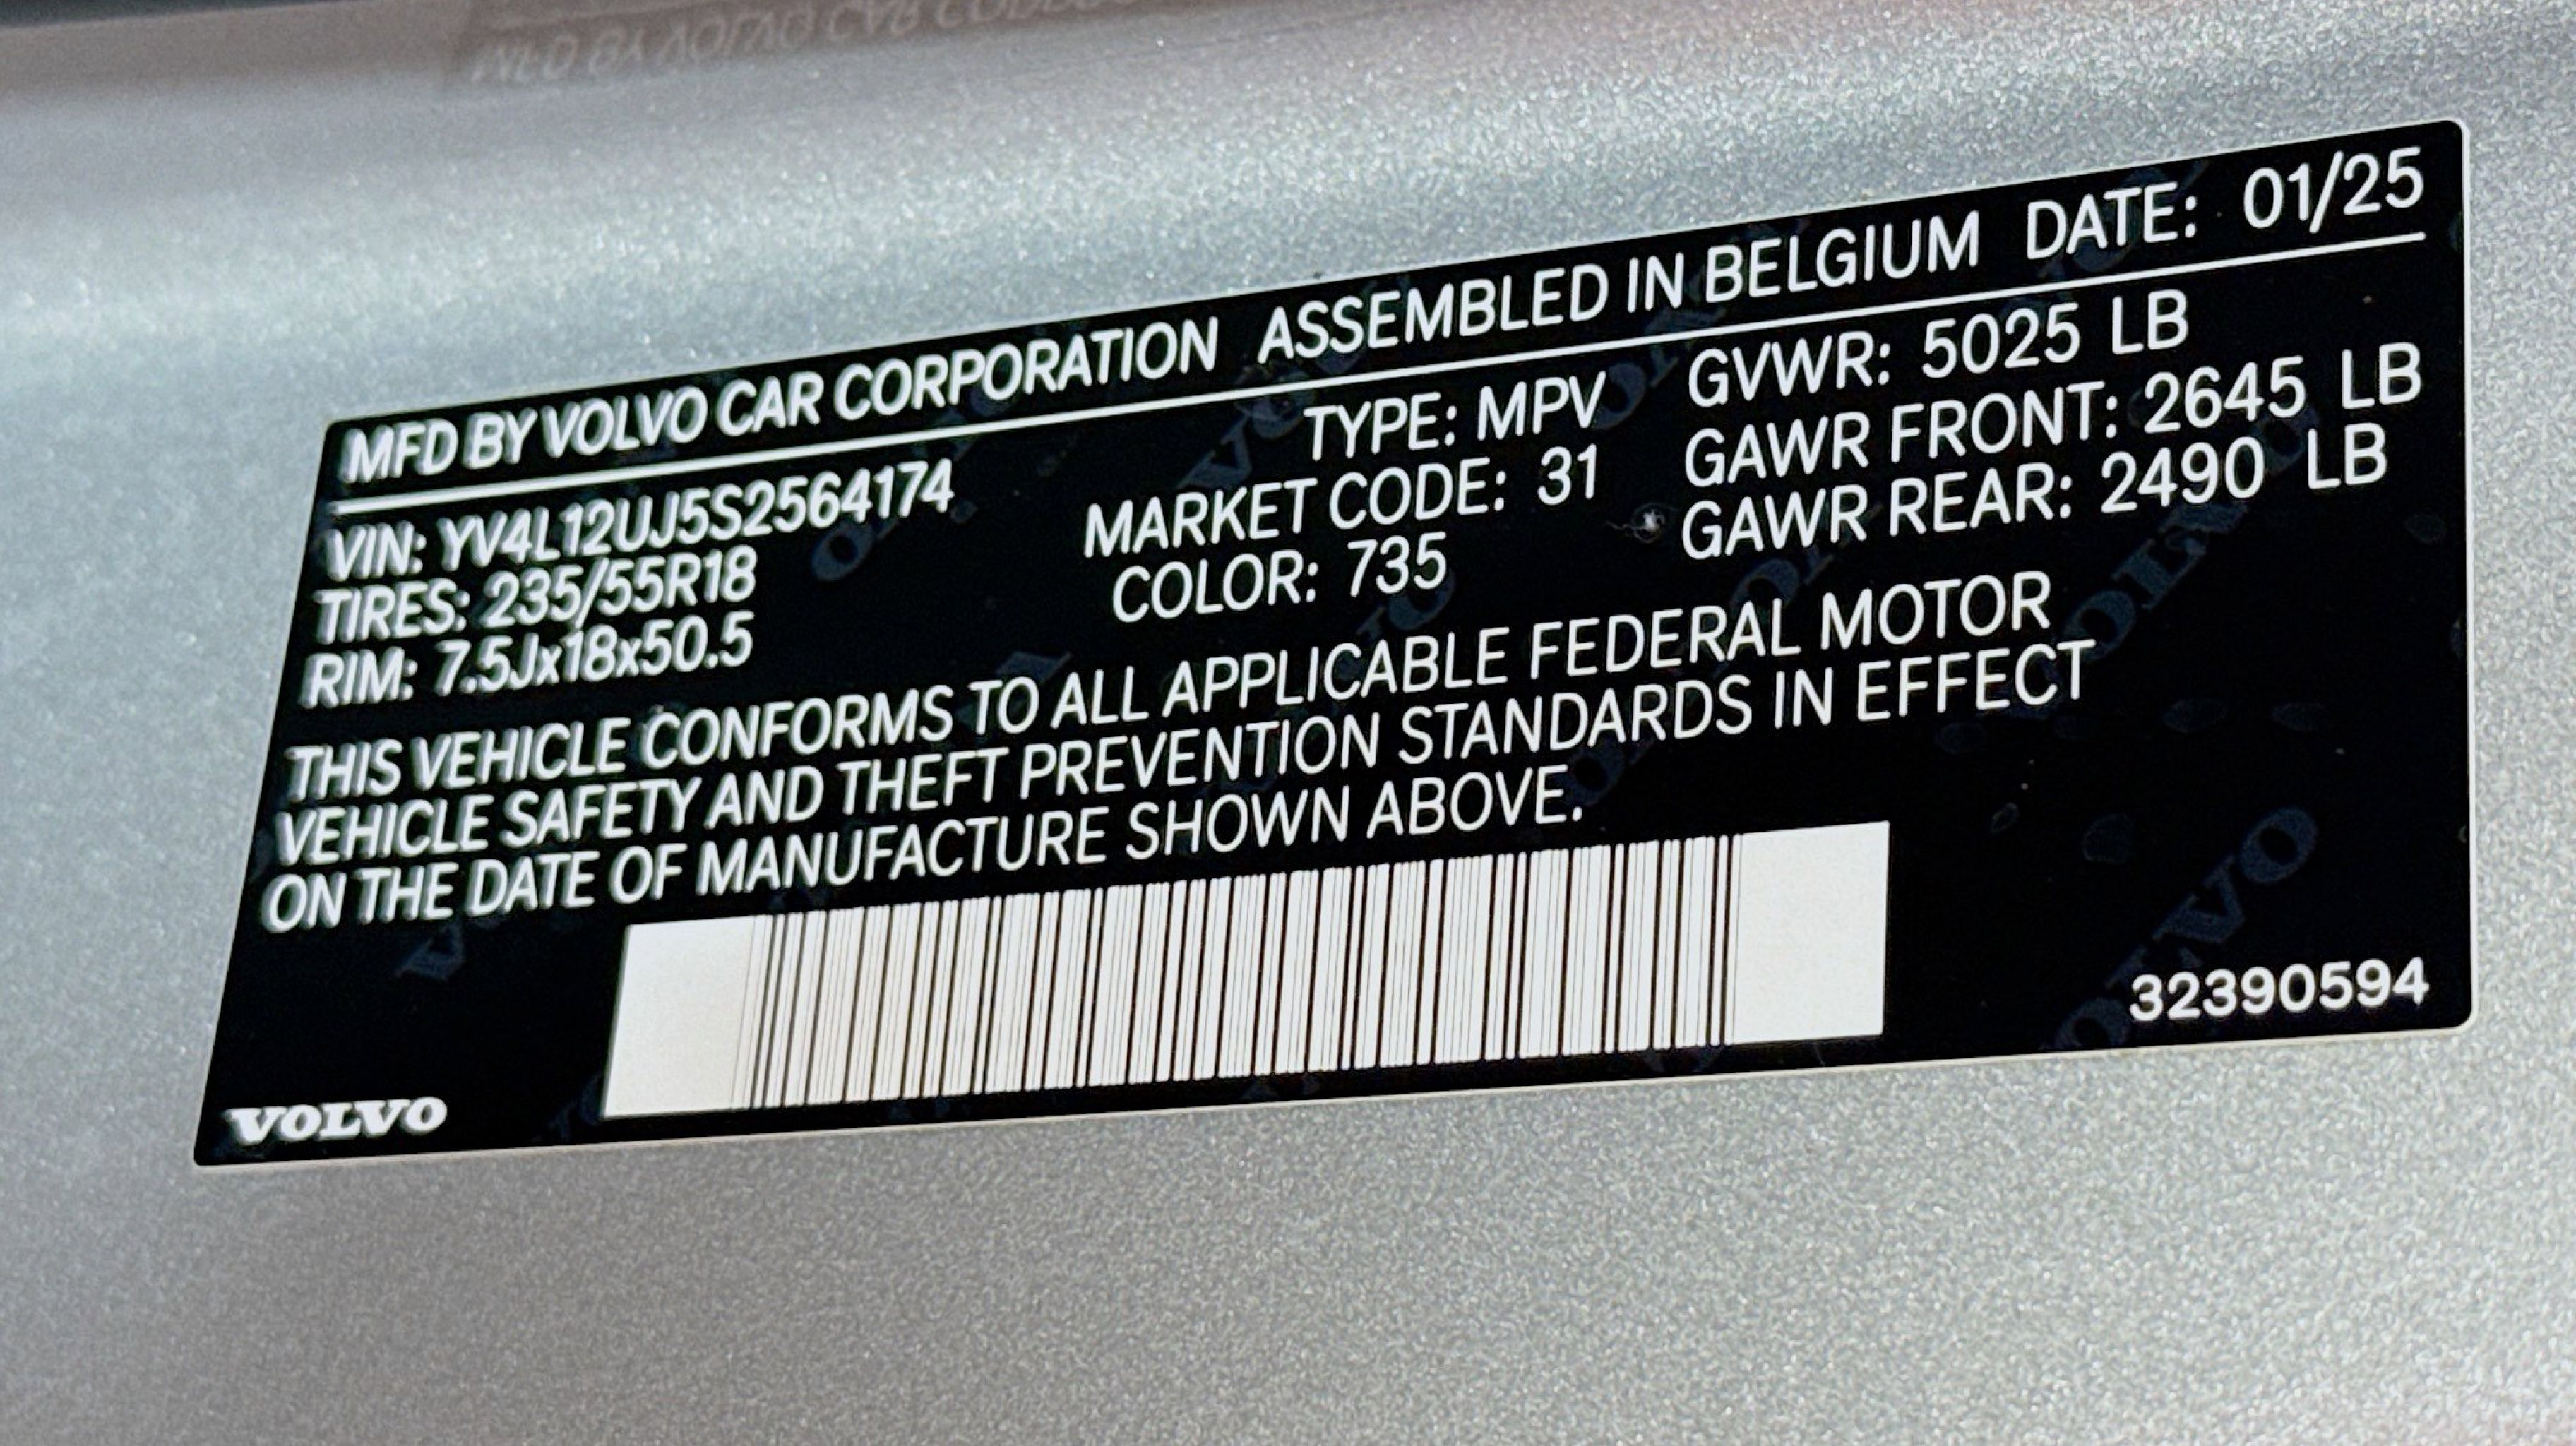 MFD BY VOLVO CAR CORPORATION ASSEMBLED IN BELGIUM DATE: 01/25
VIN: YV4L12UJ5S2564174
TIRES: 235/55R18
RIM: 7.5Jx18x50.5
TYPE: MPV
MARKET CODE: 31
COLOR: 735
GVWR: 5025 LB
GAWR FRONT: 2645 LB
GAWR REAR: 2490 LB
THIS VEHICLE CONFORMS TO ALL APPLICABLE FEDERAL MOTOR
VEHICLE SAFETY AND THEFT PREVENTION STANDARDS IN EFFECT
ON THE DATE OF MANUFACTURE SHOWN ABOVE.
32390594
VOLVO